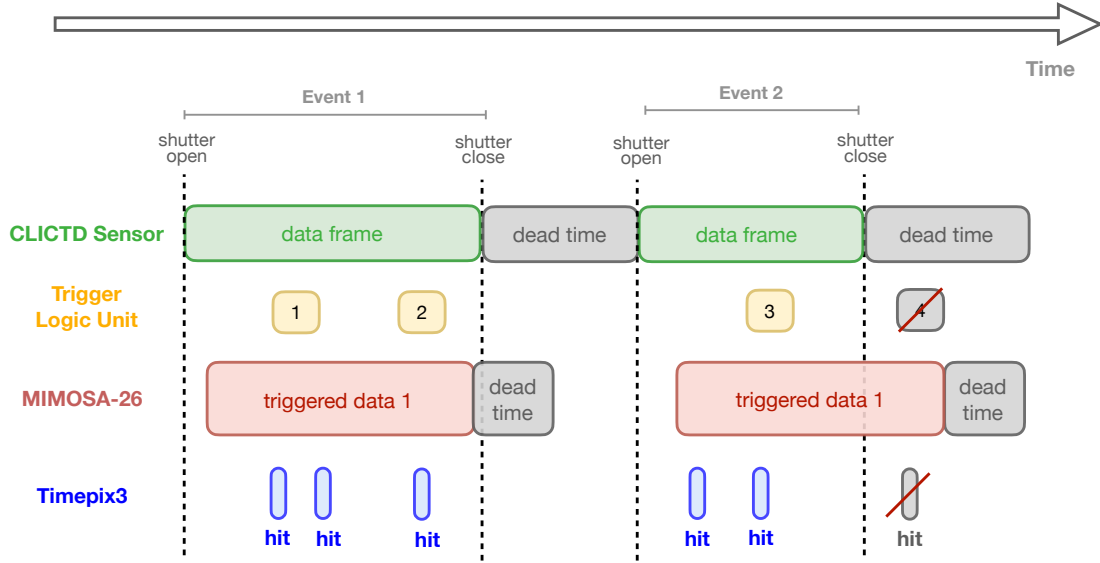 Time
Event 1
Event 2
shutter
open
shutter
close
shutter
open
shutter
close
CLICTD Sensor
data frame
dead time
data frame
dead time
Trigger
Logic Unit
1
2
3
4
MIMOSA-26
triggered data 1
dead
time
triggered data 1
dead
time
Timepix3
hit
hit
hit
hit
hit
hit